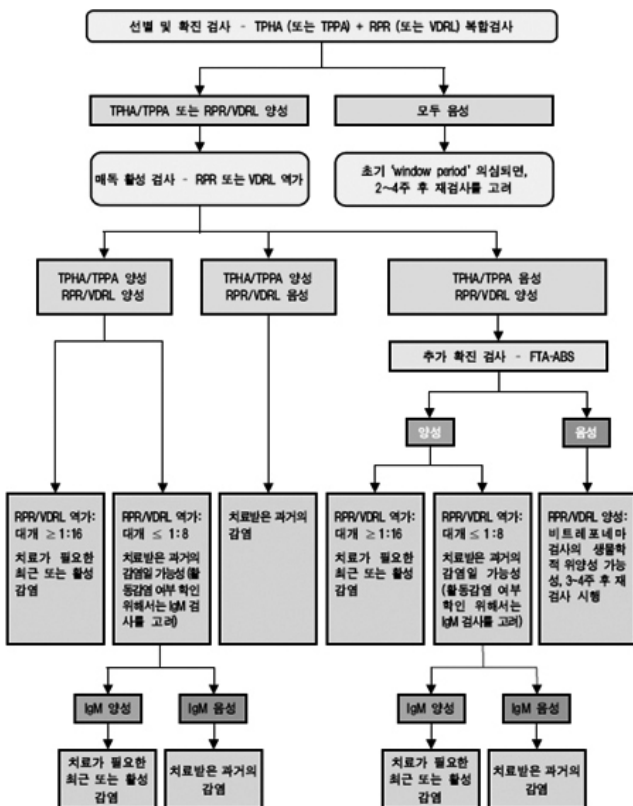 선별 및 확진 검사 - TPHA (또는 TPPA) + RPR (또는 VDRL) 복합검사
TPHA/TPPA 또는 RPR/VDRL 양성
모두 음성
매독 활성 검사 - RPR 또는 VDRL 역가
초기 ‘window period’ 의심되면,
2~4주 후 재검사를 고려
TPHA/TPPA 양성
RPR/VDRL 양성
TPHA/TPPA 양성
RPR/VDRL 음성
TPHA/TPPA 음성
RPR/VDRL 양성
추가 확진 검사 - FTA-ABS
양성
음성
RPR/VDRL 역가:
대개 ≥1:16
치료가 필요한
최근 또는 활성
감염
RPR/VDRL 역가:
대개 ≤ 1:8
치료받은 과거의
감염일 가능성(활
동감염 여부 확인
위해서는 IgM 검
사를 고려)
치료받은 과거의
감염
RPR/VDRL 역가:
대개 ≥1:16
치료가 필요한
최근 또는 활성
감염
RPR/VDRL 역가:
대개 ≤ 1:8
치료받은 과거의
감염일 가능성
(활동감염 여부
확인 위해서는
IgM 검사를 고려)
RPR/VDRL 양성:
비트레포네마
검사의 생물학
적 위양성 가능
성, 3~4주 후 재
검사 시행
IgM 양성
IgM 음성
IgM 양성
IgM 음성
치료가 필요한
최근 또는 활성
감염
치료받은 과거의
감염
치료가 필요한
최근 또는 활성
감염
치료받은 과거의
감염